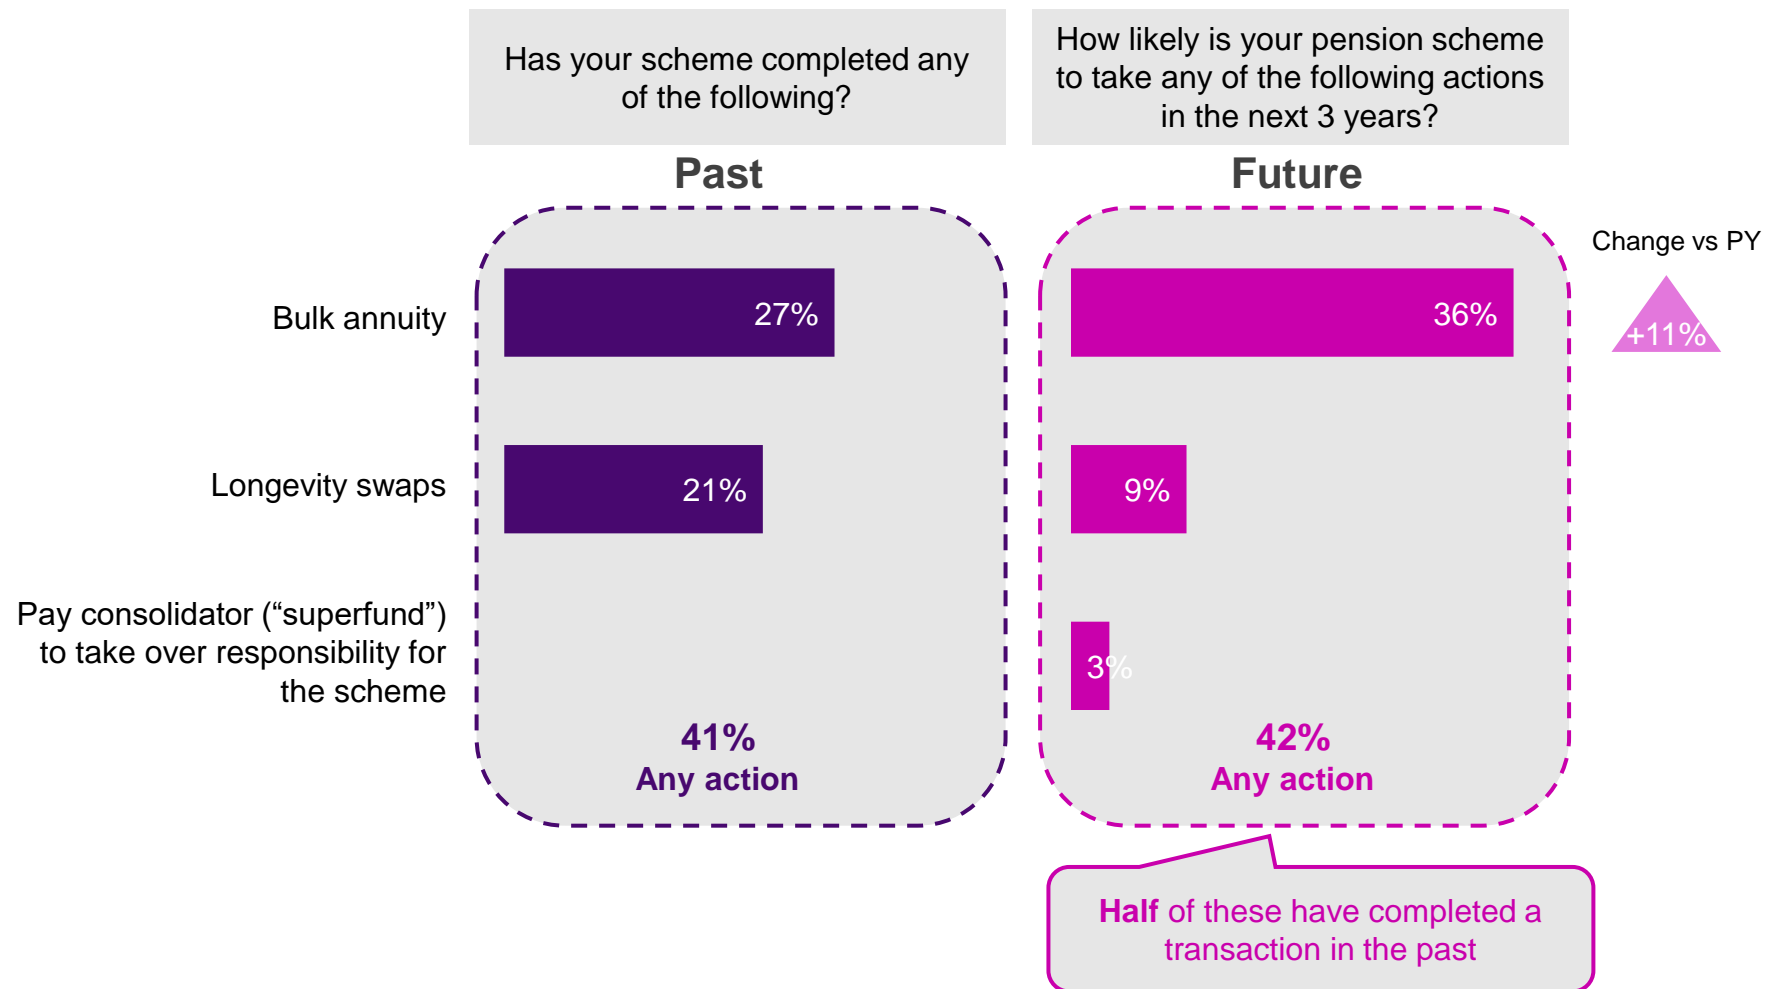 Has your scheme completed any
of the following?
How likely is your pension scheme
to take any of the following actions
in the next 3 years?
Past
Future
Change vs PY
Bulk annuity
27%
36%
+11%
Longevity swaps
21%
9%
Pay consolidator (“superfund”)
to take over responsibility for
the scheme
3%
41%
Any action
42%
Any action
Half of these have completed a
transaction in the past